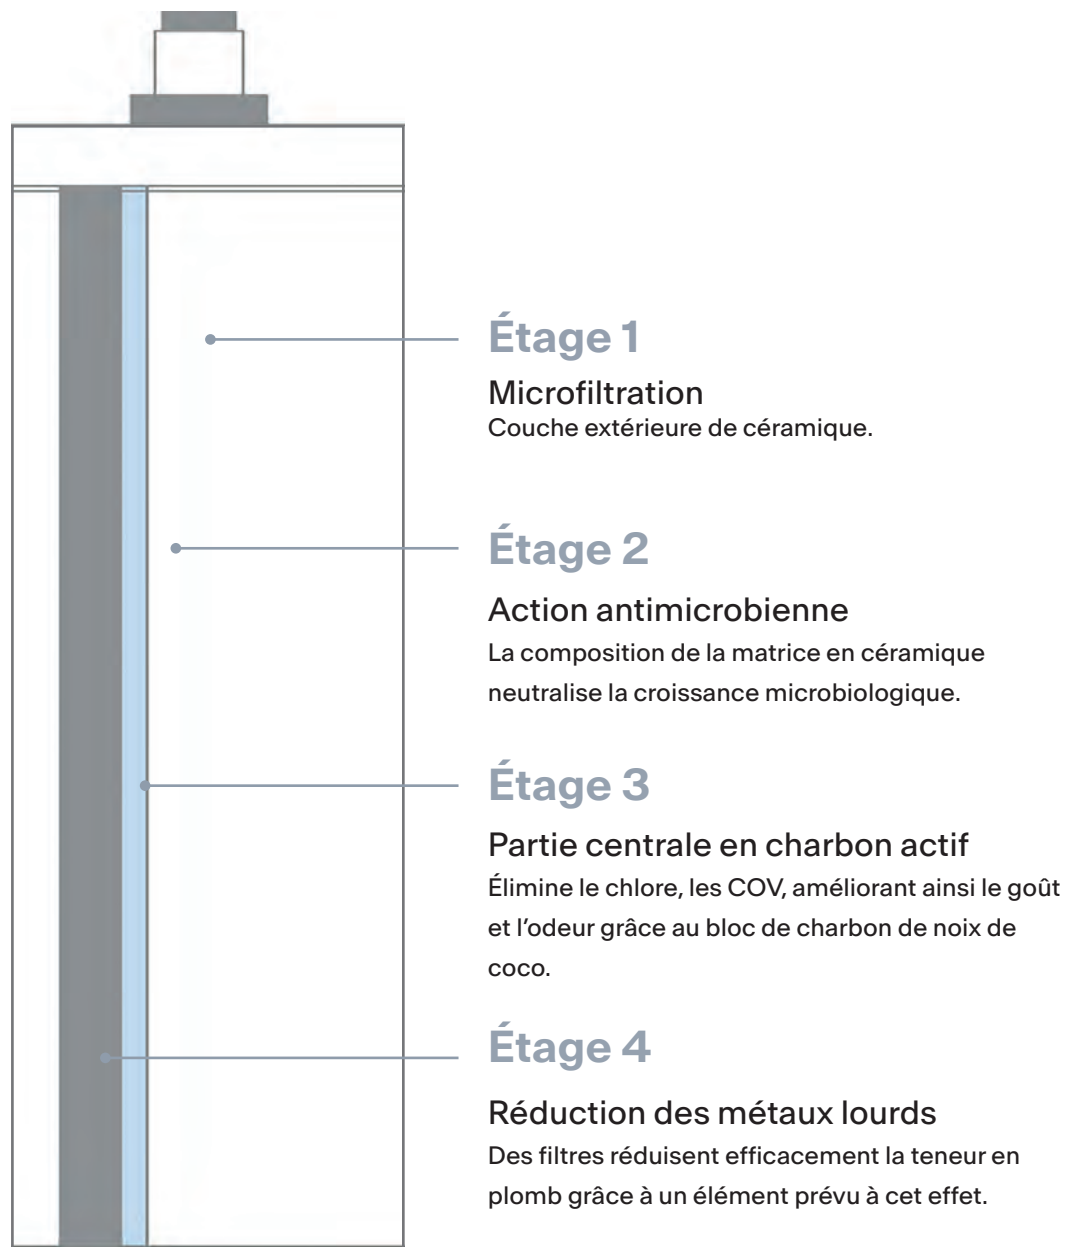 Étage 1
Microfiltration
Couche extérieure de céramique.
Étage 2
Action antimicrobienne
La composition de la matrice en céramique
neutralise la croissance microbiologique.
Étage 3
Partie centrale en charbon actif
Élimine le chlore, les COV, améliorant ainsi le goût
et l’odeur grâce au bloc de charbon de noix de
coco.
Étage 4
Réduction des métaux lourds
Des filtres réduisent efficacement la teneur en
plomb grâce à un élément prévu à cet effet.